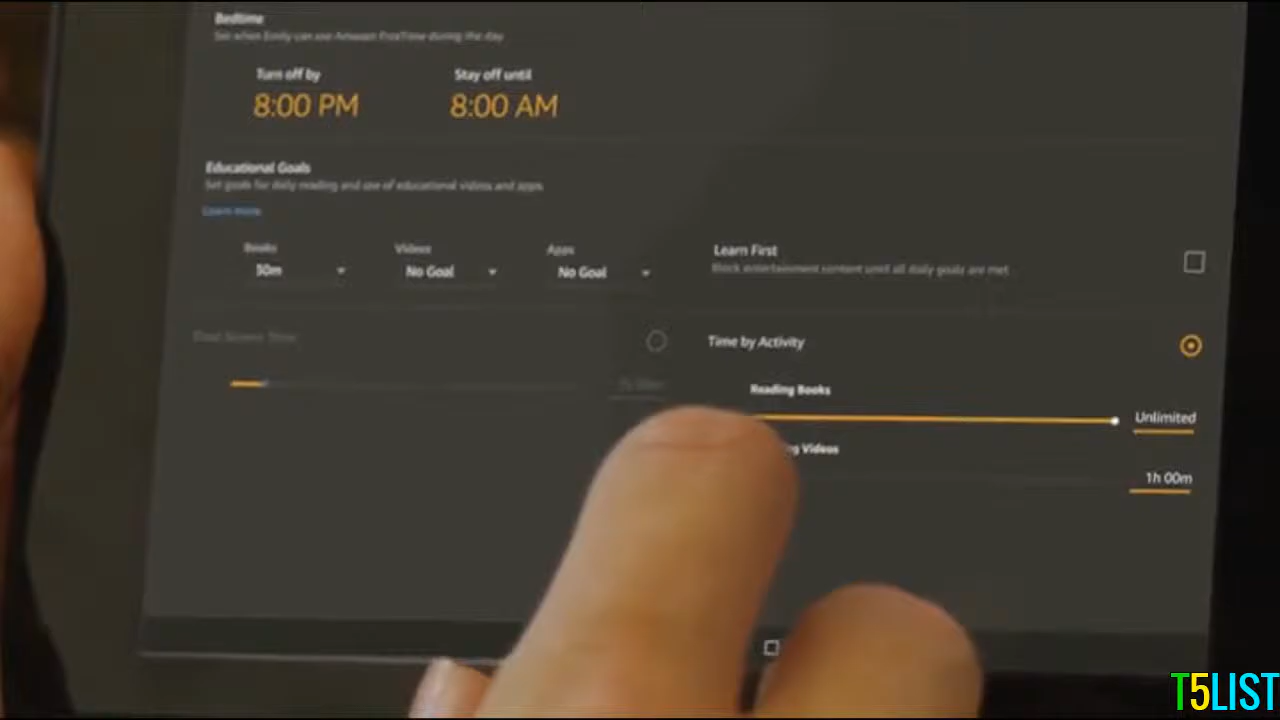 Bedtime
Set when Emily can use Amazon FreeTime during the day
Turn off by
Stay off until
8:00 PM
8:00 AM
Educational Goals
Set goals for daily reading and use of educational videos and apps
Learn more
Books
Videos
Apps
30m
No Goal
No Goal
Learn First
Block entertainment content until all daily goals are met
Time by Activity
Reading Books
Unlimited
Videos
1h 00m
T5LIST